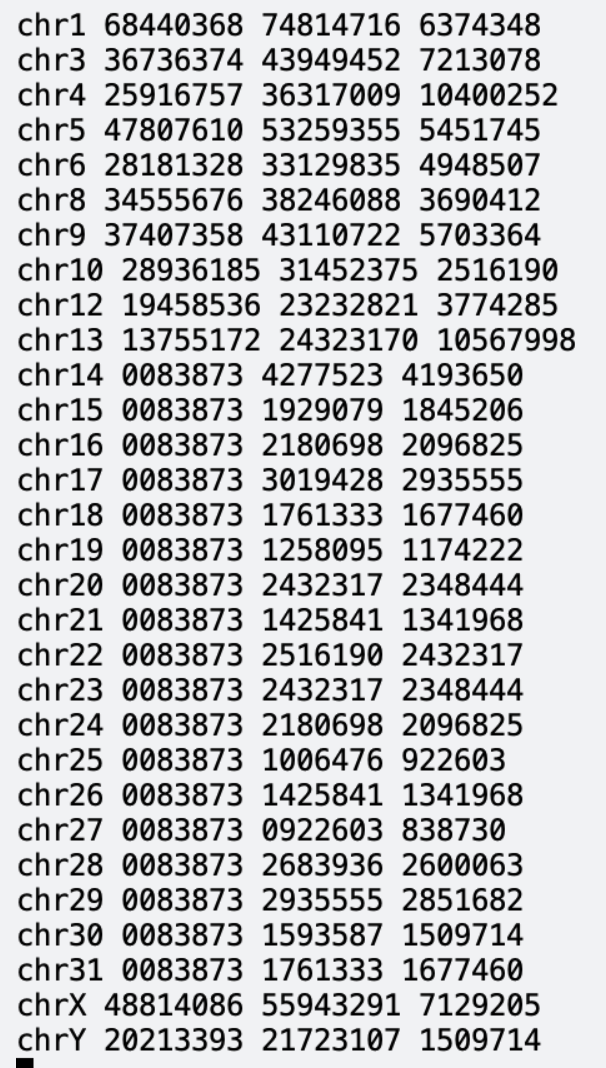 chr1 68440368 74814716 6374348
chr3 36736374 43949452 7213078
chr4 25916757 36317009 10400252
chr5 47807610 53259355 5451745
chr6 28181328 33129835 4948507
chr8 34555676 38246088 3690412
chr9 37407358 43110722 5703364
chr10 28936185 31452375 2516190
chr12 19458536 23232821 3774285
chr13 13755172 24323170 10567998
chr14 0083873 4277523 4193650
chr15 0083873 1929079 1845206
chr16 0083873 2180698 2096825
chr17 0083873 3019428 2935555
chr18 0083873 1761333 1677460
chr19 0083873 1258095 1174222
chr20 0083873 2432317 2348444
chr21 0083873 1425841 1341968
chr22 0083873 2516190 2432317
chr23 0083873 2432317 2348444
chr24 0083873 2180698 2096825
chr25 0083873 1006476 922603
chr26 0083873 1425841 1341968
chr27 0083873 0922603 838730
chr28 0083873 2683936 2600063
chr29 0083873 2935555 2851682
chr30 0083873 1593587 1509714
chr31 0083873 1761333 1677460
chrX 48814086 55943291 7129205
chrY 20213393 21723107 1509714